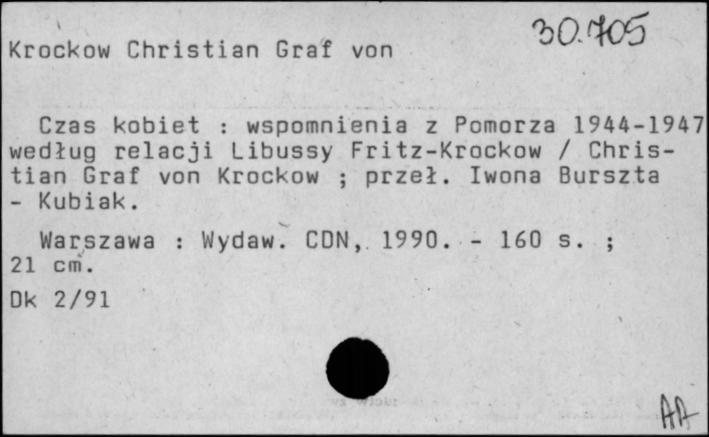 30.705
Krockow Christian Graf von
Czas kobiet : wspomnienia z Pomorza 1944-1947
według relacji Libussy Fritz-Krockow / Chris-
tian Graf von Krockow ; przeł. Iwona Burszta
- Kubiak.
Warszawa : Wydaw. CDN, 1990. - 160 s. ;
21 cm.
Dk 2/91
AA